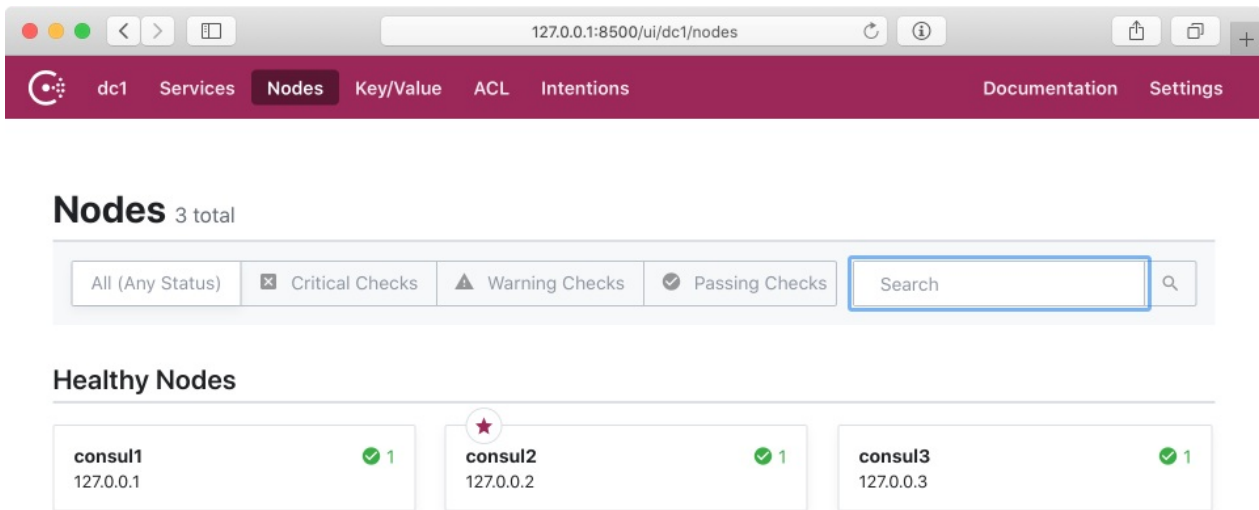 127.0.0.1:8500/ui/dc1/nodes
dc1 Services Nodes Key/Value ACL Intentions Documentation Settings
Nodes 3 total
All (Any Status) Critical Checks Warning Checks Passing Checks Search
Healthy Nodes
consul1 1 consul2 1 consul3 1
127.0.0.1 127.0.0.2 127.0.0.3